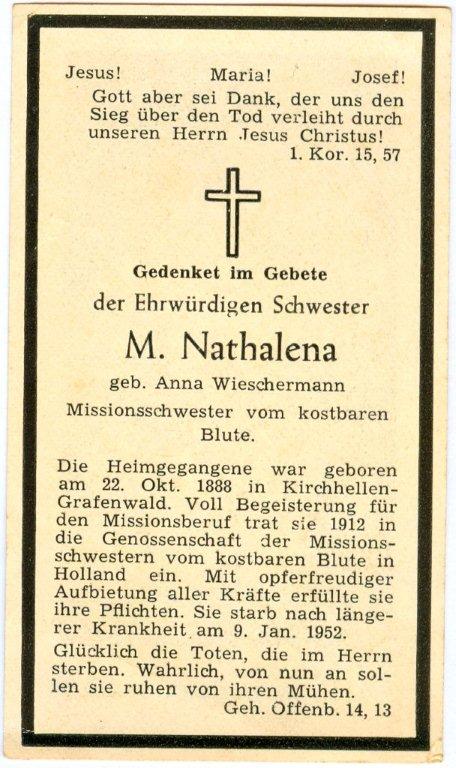 Jesus! Maria! Josef!
Gott aber sei Dank, der uns den
Sieg über den Tod verleiht durch
unseren Herrn Jesus Christus!
1. Kor. 15, 57
Gedenket im Gebete
der Ehrwürdigen Schwester
M. Nathalena
geb. Anna Wieschermann
Missionsschwester vom kostbaren
Blute.
Die Heimgegangene war geboren
am 22. Okt. 1888 in Kirchhellen-
Grafenwald. Voll Begeisterung für
den Missionsberuf trat sie 1912 in
die Genossenschaft der Missions-
schwestern vom kostbaren Blute in
Holland ein. Mit opferfreudiger
Aufbietung aller Kräfte erfüllte sie
ihre Pflichten. Sie starb nach länge-
rer Krankheit am 9. Jan. 1952.
Glücklich die Toten, die im Herrn
sterben. Wahrlich, von nun an sol-
len sie ruhen von ihren Mühen.
Geh. Offenb. 14, 13